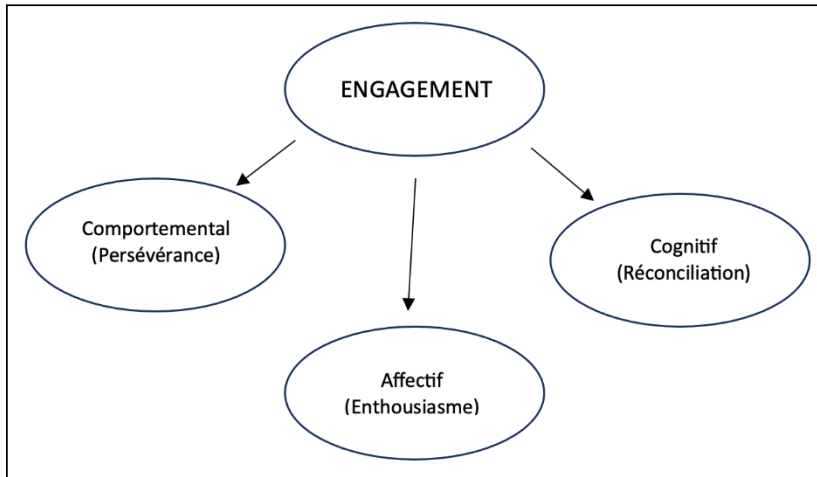 ENGAGEMENT
Comportemental
(Persévérance)
Cognitif
(Réconciliation)
Affectif
(Enthousiasme)